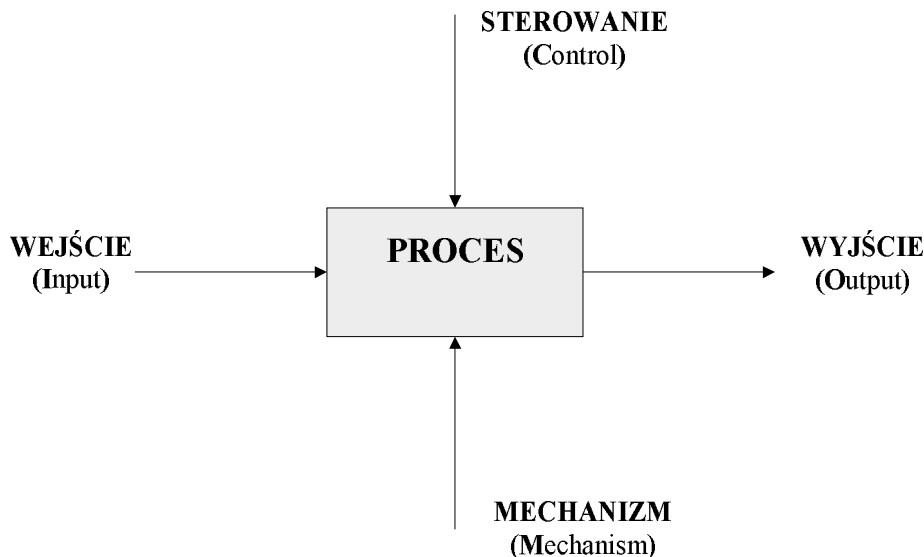 STEROWANIE
(Control)
WEJŚCIE
(Input)
PROCES
WYJŚCIE
(Output)
MECHANIZM
(Mechanism)